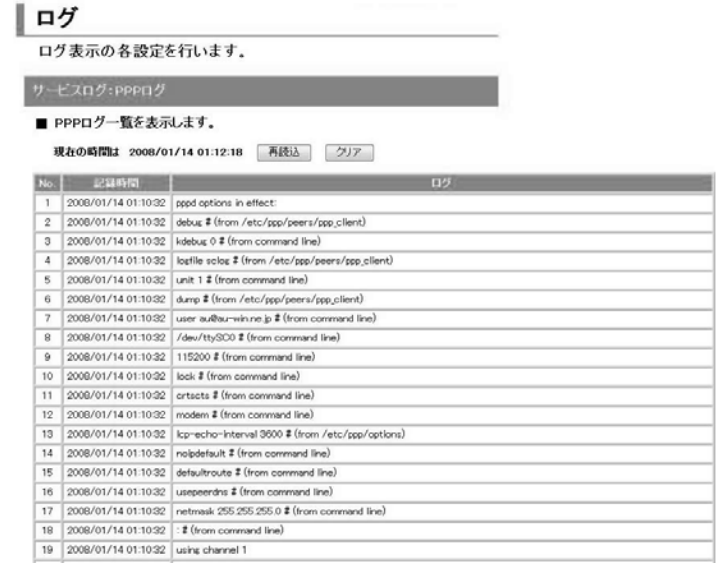 ログ
ログ表示の各設定を行います。
サービスログ:PPPログ
■ PPPログ一覧を表示します。
現在の時間は 2008/01/14 01:12:18 再読込 クリア
No. 記録時間 ログ
1 2008/01/14 01:10:32 pppd options in effect:
2 2008/01/14 01:10:32 debug # (from /etc/ppp/peers/ppp_client)
3 2008/01/14 01:10:32 kdebug 0 # (from command line)
4 2008/01/14 01:10:32 logfile sclog # (from /etc/ppp/peers/ppp_client)
5 2008/01/14 01:10:32 unit 1 # (from command line)
6 2008/01/14 01:10:32 dump # (from /etc/ppp/peers/ppp_client)
7 2008/01/14 01:10:32 user au@au-win.ne.jp # (from command line)
8 2008/01/14 01:10:32 /dev/ttySC0 # (from command line)
9 2008/01/14 01:10:32 115200 # (from command line)
10 2008/01/14 01:10:32 lock # (from command line)
11 2008/01/14 01:10:32 crtscts # (from command line)
12 2008/01/14 01:10:32 modem # (from command line)
13 2008/01/14 01:10:32 lcp-echo-interval 3600 # (from /etc/ppp/options)
14 2008/01/14 01:10:32 noipdefault # (from command line)
15 2008/01/14 01:10:32 defaultroute # (from command line)
16 2008/01/14 01:10:32 usepeerdns # (from command line)
17 2008/01/14 01:10:32 netmask 255.255.255.0 # (from command line)
18 2008/01/14 01:10:32 : # (from command line)
19 2008/01/14 01:10:32 using channel 1